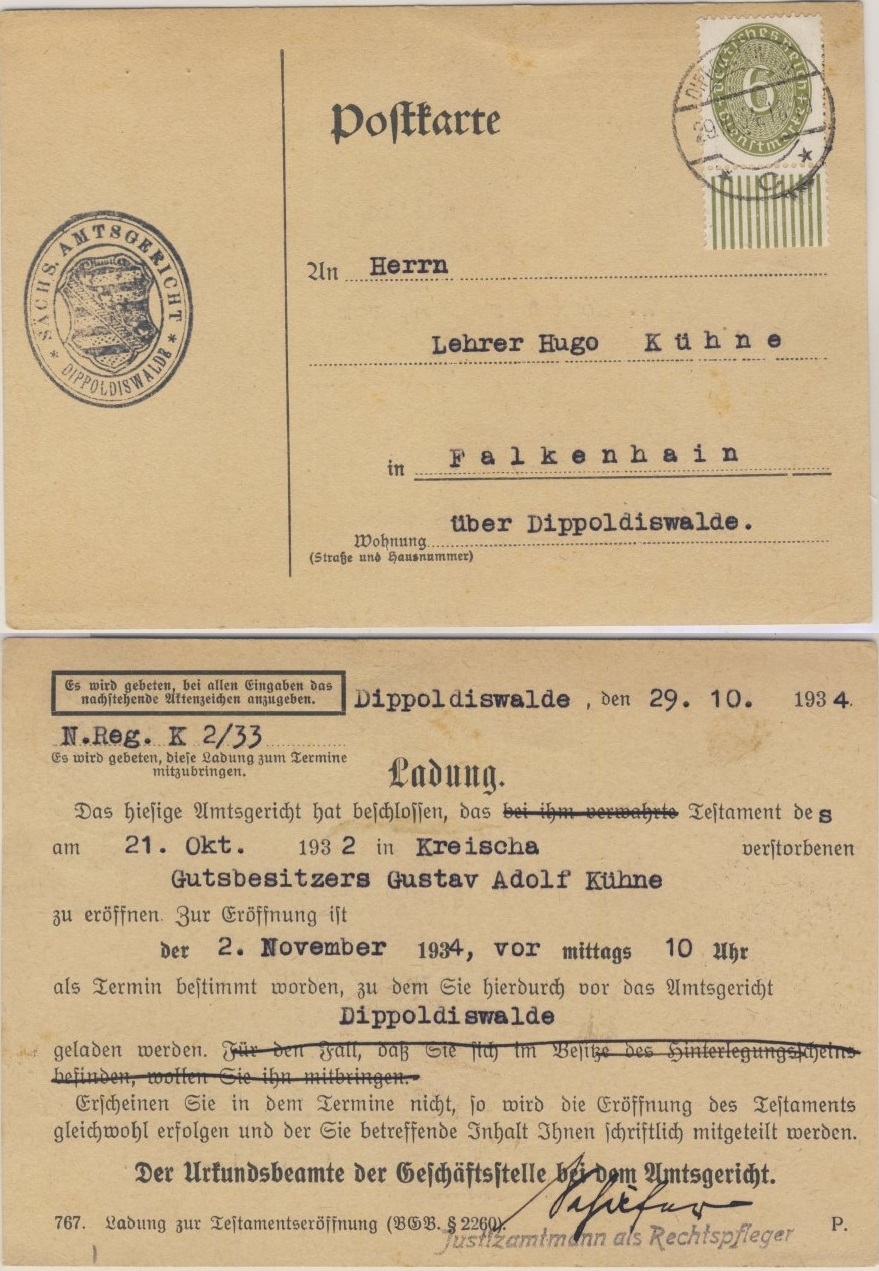 Postkarte
Deutsches Reich
6
Dienstmarke
29.
C
SÄCHS. AMTSGERICHT
* DIPPOLDISWALDE *
An Herrn
Lehrer Hugo Kühne
in Falkenhain
über Dippoldiswalde.
Wohnung
(Straße und Hausnummer)
Es wird gebeten, bei allen Eingaben das
nachstehende Aktenzeichen anzugeben.
Dippoldiswalde, den 29. 10. 1934.
N.Reg. K 2/33
Es wird gebeten, diese Ladung zum Termine
mitzubringen.
Ladung.
Das hiesige Amtsgericht hat beschlossen, das bei ihm verwahrte Testament des
am 21. Okt. 1932 in Kreischa verstorbenen
Gutsbesitzers Gustav Adolf Kühne
zu eröffnen. Zur Eröffnung ist
der 2. November 1934, vor mittags 10 Uhr
als Termin bestimmt worden, zu dem Sie hierdurch vor das Amtsgericht
Dippoldiswalde
geladen werden. Für den Fall, daß Sie sich im Besitze des Hinterlegungsscheins
befinden, wollen Sie ihn mitbringen.
Erscheinen Sie in dem Termine nicht, so wird die Eröffnung des Testaments
gleichwohl erfolgen und der Sie betreffende Inhalt Ihnen schriftlich mitgeteilt werden.
Der Urkundsbeamte der Geschäftsstelle bei dem Amtsgericht.
767. Ladung zur Testamentseröffnung (BGB. § 2260). P.
Justizamtmann als Rechtspfleger